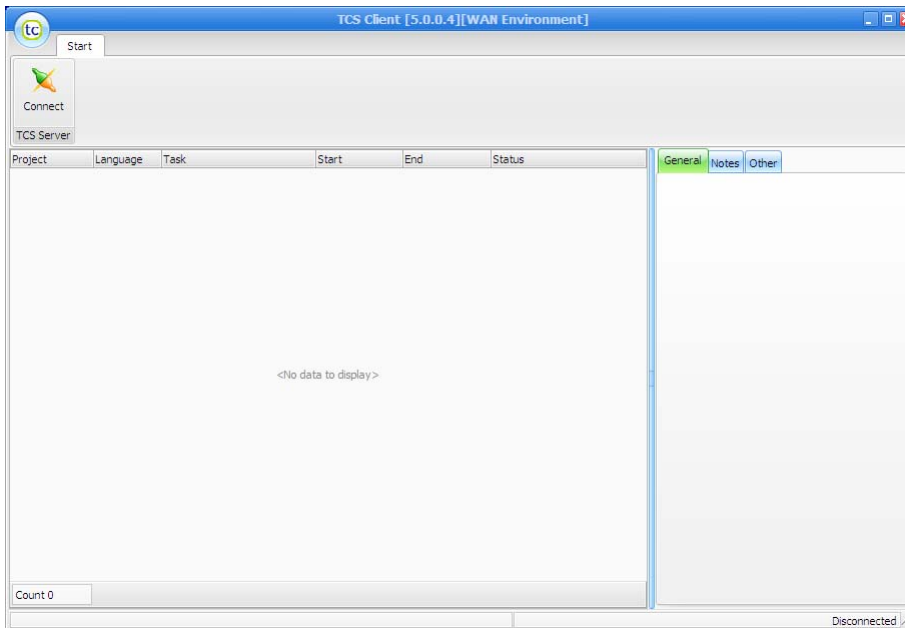 TCS Client [5.0.0.4][WAN Environment]
tc
Start
Connect
TCS Server
Project Language Task Start End Status
General Notes Other
<No data to display>
Count 0
Disconnected